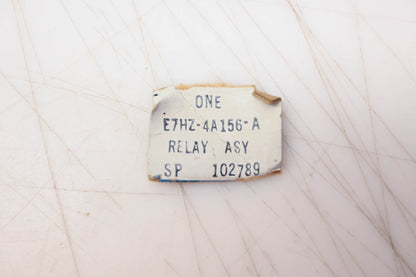 ONE
E7HZ-4A156-A
RELAY ASY
SP 102789